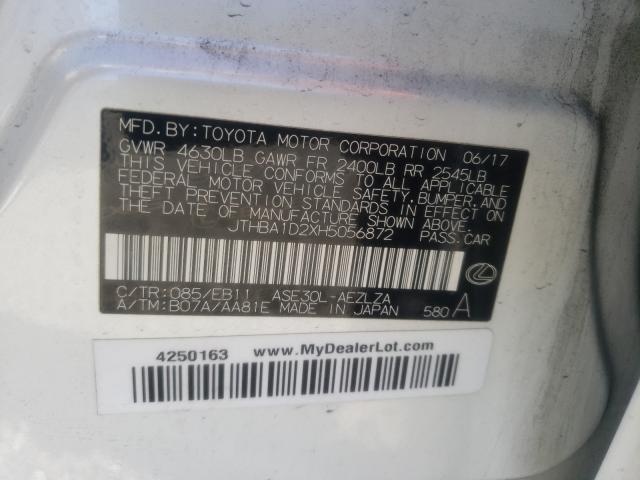 MFD.BY:TOYOTA MOTOR CORPORATION 06/17
GVWR 4630LB GAWR FR 2400LB RR 2545LB
THIS VEHICLE CONFORMS TO ALL APPLICABLE
FEDERAL MOTOR VEHICLE SAFETY,BUMPER,AND
THEFT PREVENTION STANDARDS IN EFFECT ON
THE DATE OF MANUFACTURE SHOWN ABOVE.
JTHBA1D2XH5056872 PASS.CAR
C/TR:085/EB11 ASE30L-AEZLZA
A/TM:B07A/AA81E MADE IN JAPAN 580 A
4250163 www.MyDealerLot.com